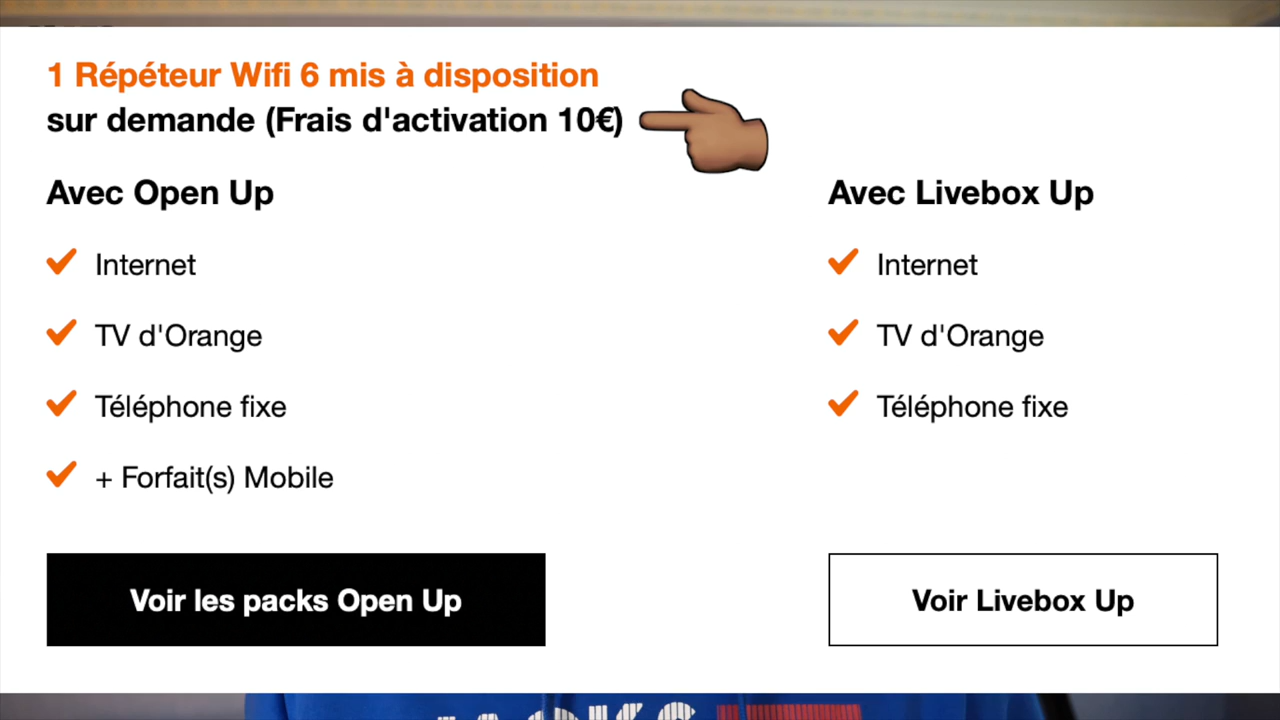 1 Répéteur Wifi 6 mis à disposition
sur demande (Frais d'activation 10€)
Avec Open Up
Internet
TV d'Orange
Téléphone fixe
+ Forfait(s) Mobile
Voir les packs Open Up
Avec Livebox Up
Internet
TV d'Orange
Téléphone fixe
Voir Livebox Up